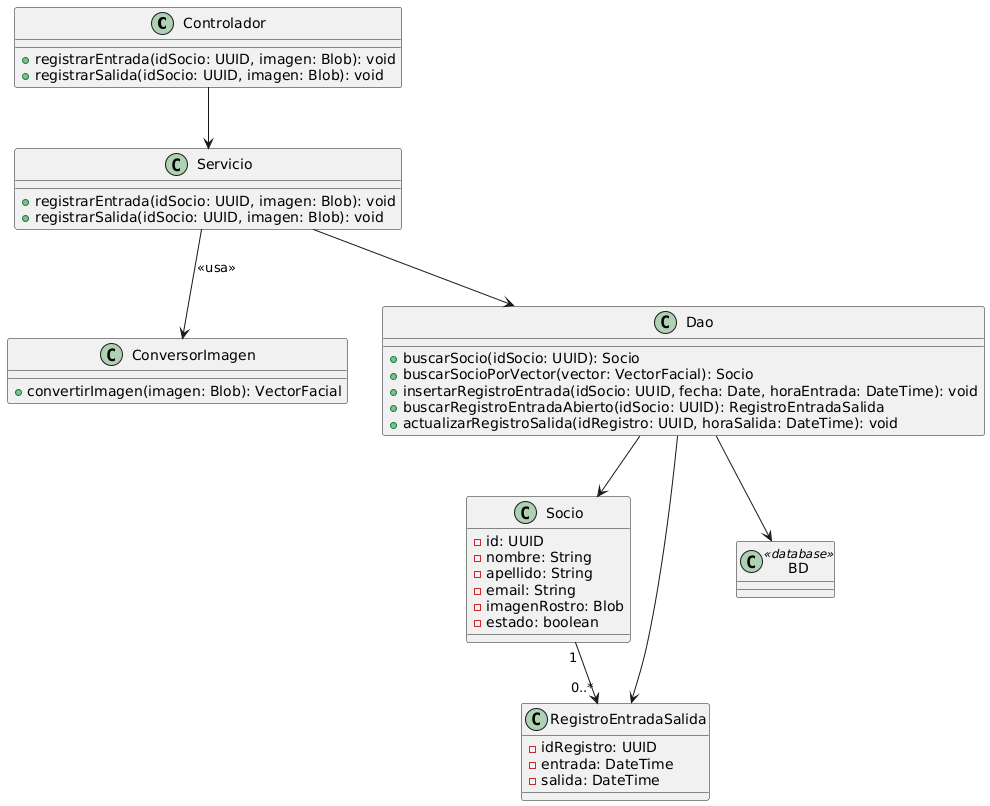 C Controlador
registrarEntrada(idSocio: UUID, imagen: Blob): void
registrarSalida(idSocio: UUID, imagen: Blob): void
C Servicio
registrarEntrada(idSocio: UUID, imagen: Blob): void
registrarSalida(idSocio: UUID, imagen: Blob): void
«usa»
C ConversorImagen
convertirImagen(imagen: Blob): VectorFacial
C Dao
buscarSocio(idSocio: UUID): Socio
buscarSocioPorVector(vector: VectorFacial): Socio
insertarRegistroEntrada(idSocio: UUID, fecha: Date, horaEntrada: DateTime): void
buscarRegistroEntradaAbierto(idSocio: UUID): RegistroEntradaSalida
actualizarRegistroSalida(idRegistro: UUID, horaSalida: DateTime): void
C Socio
id: UUID
nombre: String
apellido: String
email: String
imagenRostro: Blob
estado: boolean
C «database»
BD
1
0..*
C RegistroEntradaSalida
idRegistro: UUID
entrada: DateTime
salida: DateTime